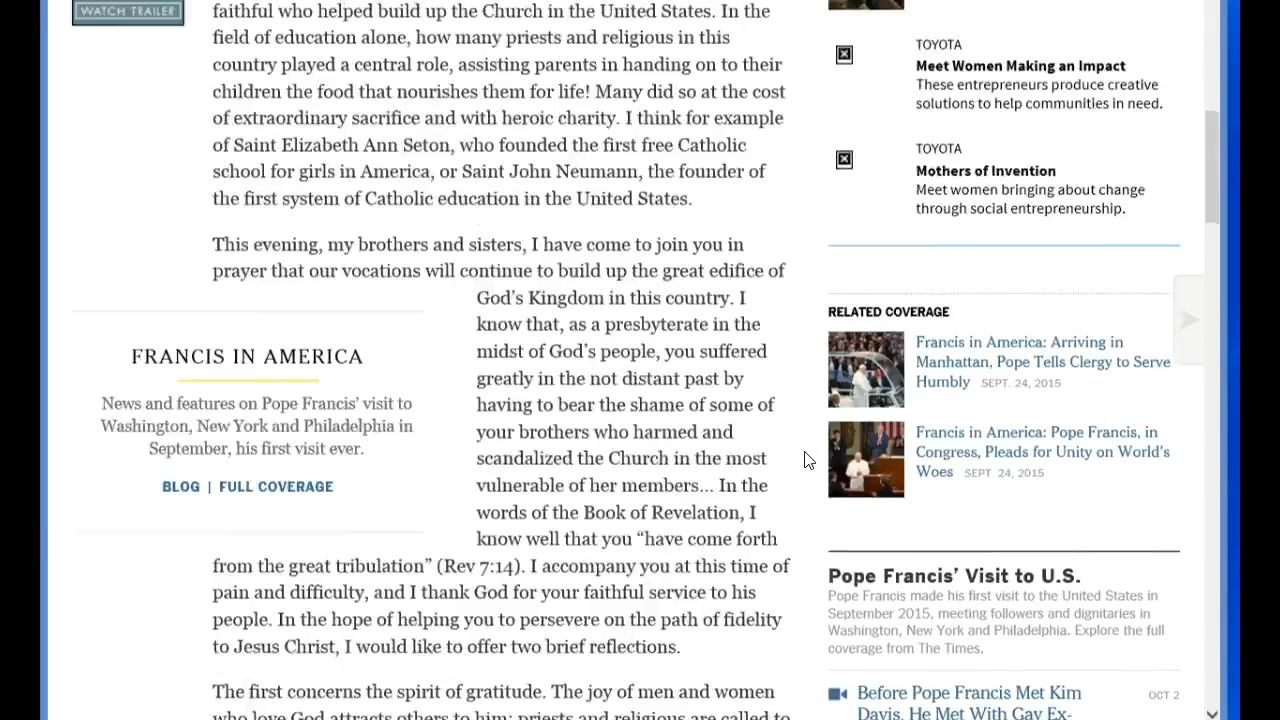 WATCH TRAILER
faithful who helped build up the Church in the United States. In the
field of education alone, how many priests and religious in this
country played a central role, assisting parents in handing on to their
children the food that nourishes them for life! Many did so at the cost
of extraordinary sacrifice and with heroic charity. I think for example
of Saint Elizabeth Ann Seton, who founded the first free Catholic
school for girls in America, or Saint John Neumann, the founder of
the first system of Catholic education in the United States.
This evening, my brothers and sisters, I have come to join you in
prayer that our vocations will continue to build up the great edifice of
God’s Kingdom in this country. I
know that, as a presbyterate in the
midst of God’s people, you suffered
greatly in the not distant past by
having to bear the shame of some of
your brothers who harmed and
scandalized the Church in the most
vulnerable of her members... In the
words of the Book of Revelation, I
know well that you “have come forth
from the great tribulation” (Rev 7:14). I accompany you at this time of
pain and difficulty, and I thank God for your faithful service to his
people. In the hope of helping you to persevere on the path of fidelity
to Jesus Christ, I would like to offer two brief reflections.
The first concerns the spirit of gratitude. The joy of men and women
who love God attracts others to him; priests and religious are called to
FRANCIS IN AMERICA
News and features on Pope Francis’ visit to
Washington, New York and Philadelphia in
September, his first visit ever.
BLOG | FULL COVERAGE
TOYOTA
Meet Women Making an Impact
These entrepreneurs produce creative
solutions to help communities in need.
TOYOTA
Mothers of Invention
Meet women bringing about change
through social entrepreneurship.
RELATED COVERAGE
Francis in America: Arriving in
Manhattan, Pope Tells Clergy to Serve
Humbly SEPT. 24, 2015
Francis in America: Pope Francis, in
Congress, Pleads for Unity on World’s
Woes SEPT. 24, 2015
Pope Francis’ Visit to U.S.
Pope Francis made his first visit to the United States in
September 2015, meeting followers and dignitaries in
Washington, New York and Philadelphia. Explore the full
coverage from The Times.
Before Pope Francis Met Kim OCT 2
Davis, He Met With Gay Ex-